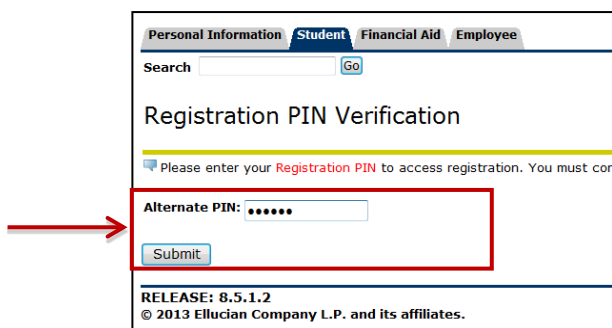 Personal Information Student Financial Aid Employee
Search Go
Registration PIN Verification
Please enter your Registration PIN to access registration. You must
Alternate PIN: ••••••
Submit
RELEASE: 8.5.1.2
© 2013 Ellucian Company L.P. and its affiliates.